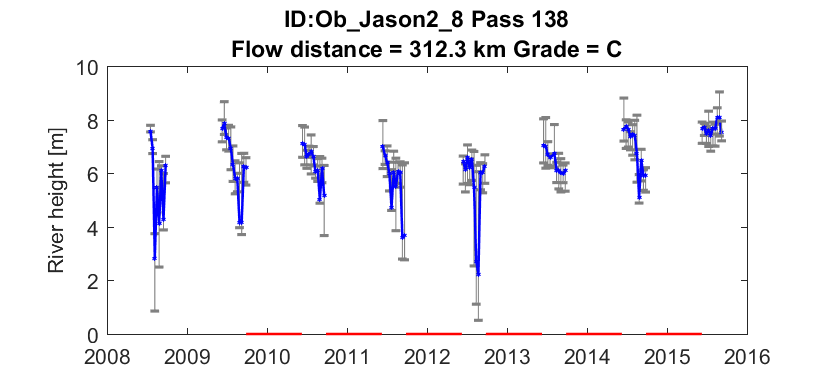 ID:Ob_Jason2_8 Pass 138
Flow distance = 312.3 km Grade = C
River height [m]
10
8
6
4
2
0
2008 2009 2010 2011 2012 2013 2014 2015 2016